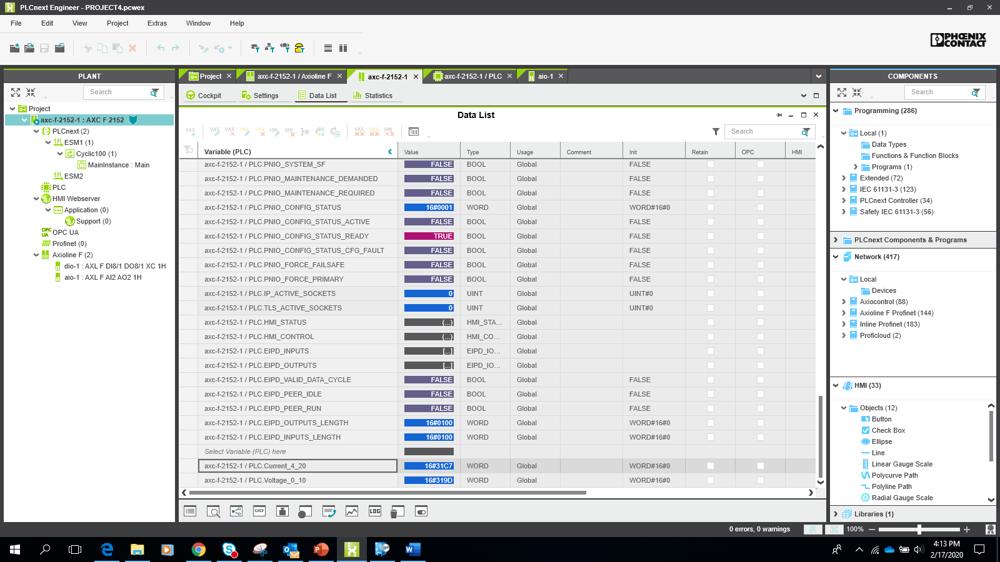 PLCnext Engineer - PROJECT4.pcwex
File Edit View Project Extras Window Help
PHOENIX CONTACT
PLANT
Search
Project
axc-f-2152-1 : AXC F 2152
PLCnext (2)
ESM1 (1)
Cyclic100 (1)
MainInstance : Main
ESM2
PLC
HMI Webserver
Application (0)
Support (0)
OPC UA OPC UA
Profinet (0)
Axioline F (2)
dio-1 : AXL F DI8/1 DO8/1 XC 1H
aio-1 : AXL F AI2 AO2 1H
Project axc-f-2152-1 / Axioline F axc-f-2152-1 axc-f-2152-1 / PLC aio-1
Cockpit Settings Data List Statistics
Data List
Search
Variable (PLC) Value Type Usage Comment Init Retain OPC HMI
axc-f-2152-1 / PLC.PNIO_SYSTEM_SF FALSE BOOL Global FALSE
axc-f-2152-1 / PLC.PNIO_MAINTENANCE_DEMANDED FALSE BOOL Global FALSE
axc-f-2152-1 / PLC.PNIO_MAINTENANCE_REQUIRED FALSE BOOL Global FALSE
axc-f-2152-1 / PLC.PNIO_CONFIG_STATUS 16#0001 WORD Global WORD#16#0
axc-f-2152-1 / PLC.PNIO_CONFIG_STATUS_ACTIVE FALSE BOOL Global FALSE
axc-f-2152-1 / PLC.PNIO_CONFIG_STATUS_READY TRUE BOOL Global FALSE
axc-f-2152-1 / PLC.PNIO_CONFIG_STATUS_CFG_FAULT FALSE BOOL Global FALSE
axc-f-2152-1 / PLC.PNIO_FORCE_FAILSAFE FALSE BOOL Global FALSE
axc-f-2152-1 / PLC.PNIO_FORCE_PRIMARY FALSE BOOL Global FALSE
axc-f-2152-1 / PLC.IP_ACTIVE_SOCKETS 0 UINT Global UINT#0
axc-f-2152-1 / PLC.TLS_ACTIVE_SOCKETS 0 UINT Global UINT#0
axc-f-2152-1 / PLC.HMI_STATUS (...) HMI_STA... Global
axc-f-2152-1 / PLC.HMI_CONTROL (...) HMI_CO... Global
axc-f-2152-1 / PLC.EIPD_INPUTS [...] EIPD_IO... Global
axc-f-2152-1 / PLC.EIPD_OUTPUTS [...] EIPD_IO... Global
axc-f-2152-1 / PLC.EIPD_VALID_DATA_CYCLE FALSE BOOL Global FALSE
axc-f-2152-1 / PLC.EIPD_PEER_IDLE FALSE BOOL Global FALSE
axc-f-2152-1 / PLC.EIPD_PEER_RUN FALSE BOOL Global FALSE
axc-f-2152-1 / PLC.EIPD_OUTPUTS_LENGTH 16#0100 WORD Global WORD#16#0
axc-f-2152-1 / PLC.EIPD_INPUTS_LENGTH 16#0100 WORD Global WORD#16#0
Select Variable (PLC) here
axc-f-2152-1 / PLC.Current_4_20 16#31C7 WORD Global WORD#16#0
axc-f-2152-1 / PLC.Voltage_0_10 16#319D WORD Global WORD#16#0
LOG
COMPONENTS
Search
Programming (286)
Local (1)
Data Types
Functions & Function Blocks
Programs (1)
Extended (72)
IEC 61131-3 (123)
PLCnext Controller (34)
Safety IEC 61131-3 (56)
PLCnext Components & Programs
Network (417)
Local
Devices
Axiocontrol (88)
Axioline F Profinet (144)
Inline Profinet (183)
Proficloud (2)
HMI (33)
Objects (12)
Button
Check Box
Ellipse
Line
Linear Gauge Scale
Polycurve Path
Polyline Path
Radial Gauge Scale
Libraries (1)
0 errors, 0 warnings 100%
4:13 PM
2/17/2020